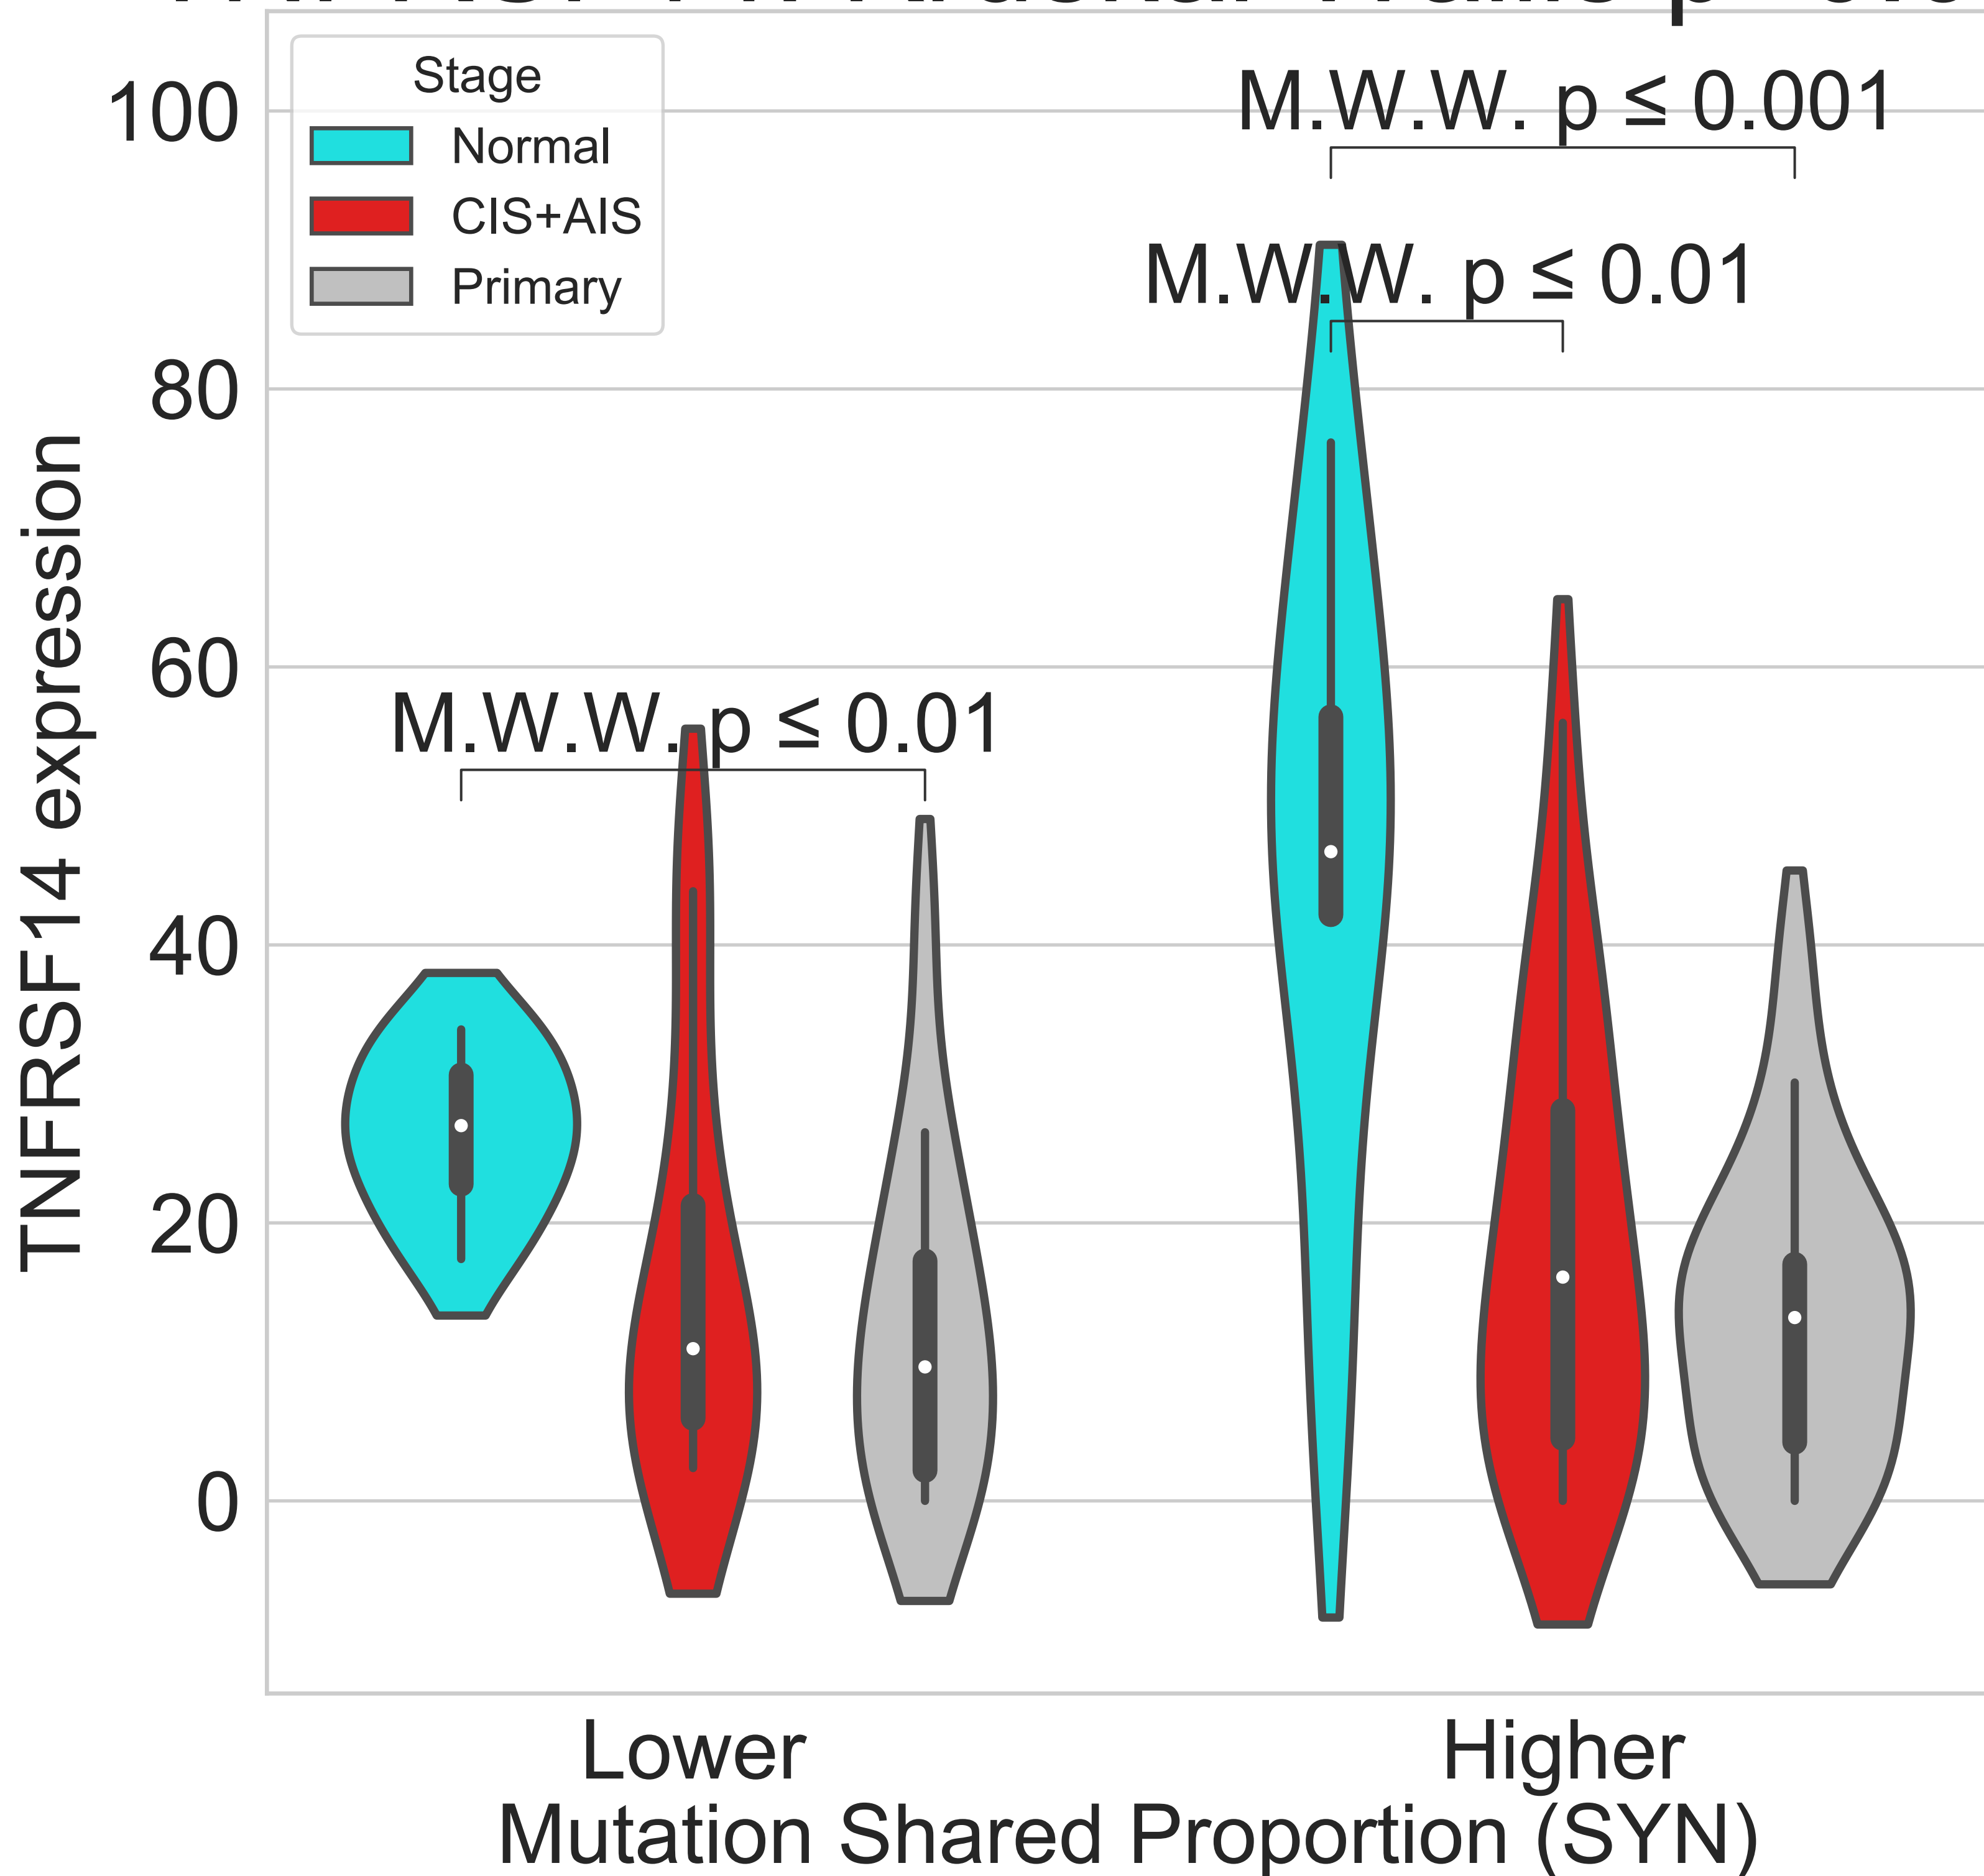 Stage
Normal
CIS+AIS
Primary
M.W.W. p ≤ 0.001
M.W.W. p ≤ 0.01
M.W.W. p ≤ 0.01
100
80
60
40
20
0
TNFRSF14 expression
Lower
Higher
Mutation Shared Proportion (SYN)